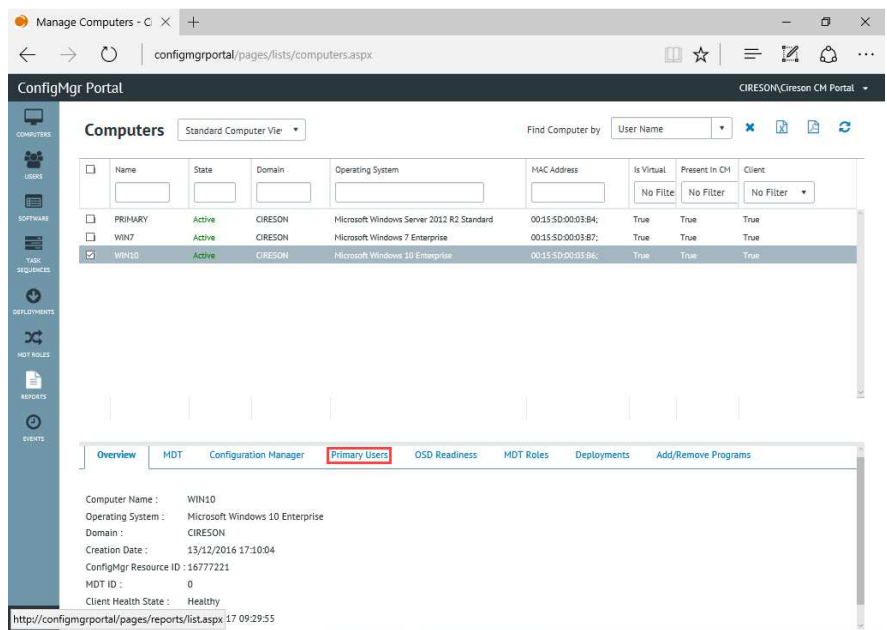 Manage Computers - Ci
configmgrportal/pages/lists/computers.aspx
ConfigMgr Portal
CIRESON\Cireson CM Portal
COMPUTERS
USERS
SOFTWARE
TASK SEQUENCES
DEPLOYMENTS
MDT ROLES
REPORTS
EVENTS
Computers
Standard Computer Vie
Find Computer by
User Name
Name State Domain Operating System MAC Address Is Virtual Present In CM Client
No Filte No Filter No Filter
PRIMARY Active CIRESON Microsoft Windows Server 2012 R2 Standard 00:15:5D:00:03:B4; True True True
WIN7 Active CIRESON Microsoft Windows 7 Enterprise 00:15:5D:00:03:B7; True True True
WIN10 Active CIRESON Microsoft Windows 10 Enterprise 00:15:5D:00:03:B6; True True True
Overview MDT Configuration Manager Primary Users OSD Readiness MDT Roles Deployments Add/Remove Programs
Computer Name : WIN10
Operating System : Microsoft Windows 10 Enterprise
Domain : CIRESON
Creation Date : 13/12/2016 17:10:04
ConfigMgr Resource ID : 16777221
MDT ID : 0
Client Health State : Healthy
http://configmgrportal/pages/reports/list.aspx 17 09:29:55